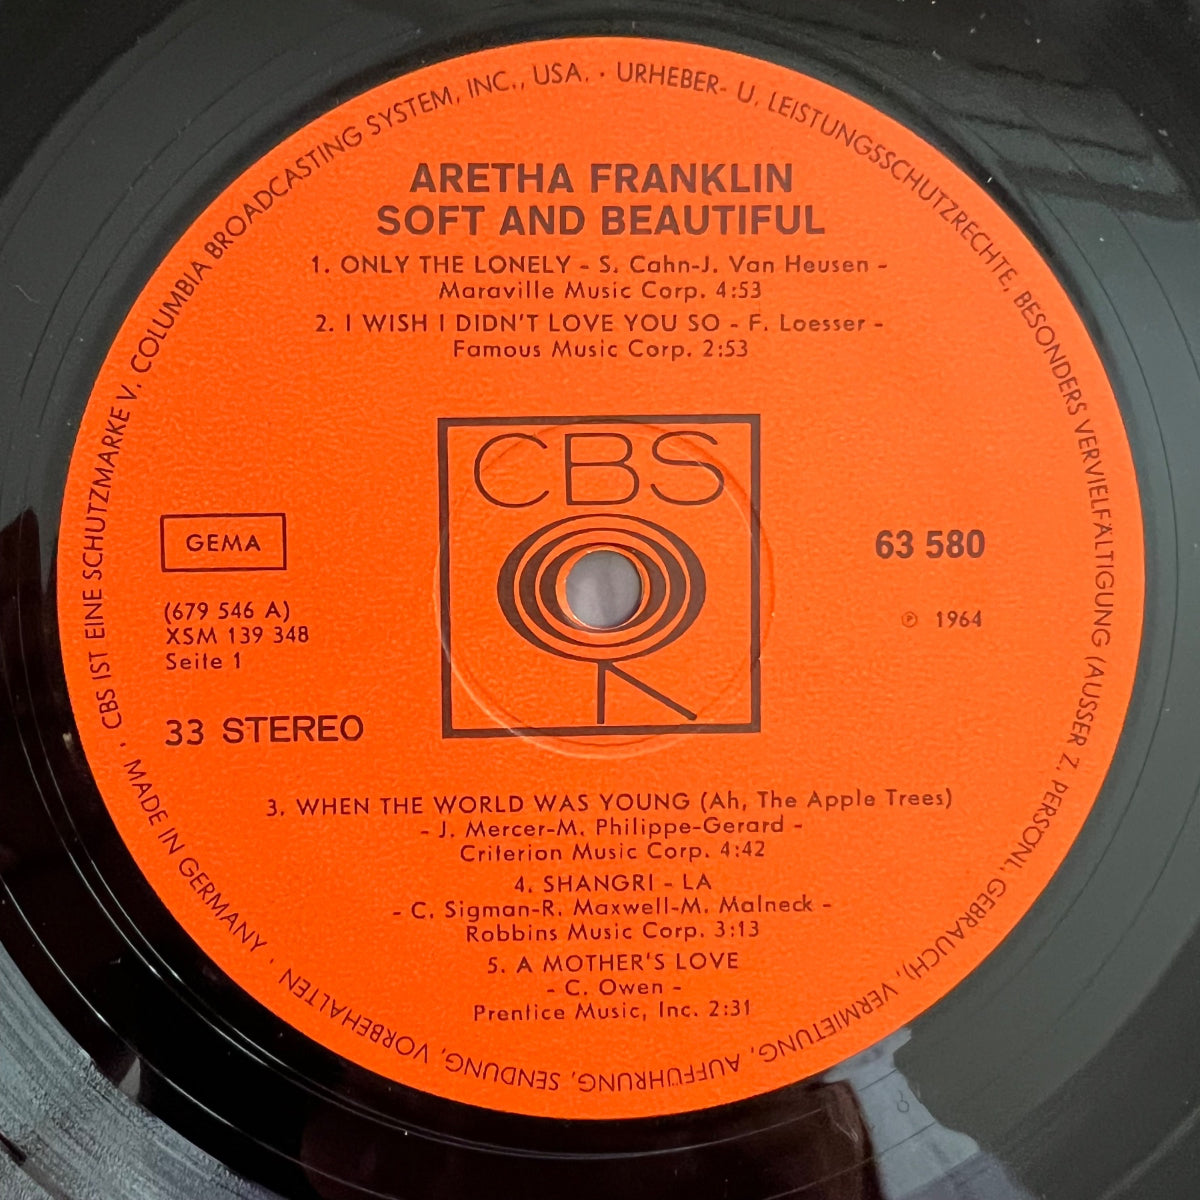 ARETHA FRANKLIN
SOFT AND BEAUTIFUL
1. ONLY THE LONELY - S. Cahn-J. Van Heusen -
Maraville Music Corp. 4:53
2. I WISH I DIDN'T LOVE YOU SO - F. Loesser -
Famous Music Corp. 2:53
CBS
GEMA
63 580
(679 546 A)
XSM 139 348
Seite 1
℗ 1964
33 STEREO
3. WHEN THE WORLD WAS YOUNG (Ah, The Apple Trees)
- J. Mercer-M. Philippe-Gerard -
Criterion Music Corp. 4:42
4. SHANGRI - LA
- C. Sigman-R. Maxwell-M. Malneck -
Robbins Music Corp. 3:13
5. A MOTHER'S LOVE
- C. Owen -
Prentice Music, Inc. 2:31
· CBS IST EINE SCHUTZMARKE V. COLUMBIA BROADCASTING SYSTEM, INC., USA. · URHEBER- U. LEISTUNGSSCHUTZRECHTE, BESONDERS VERVIELFÄLTIGUNG (AUSSER Z. PERSÖNL. GEBRAUCH), VERMIETUNG, AUFFÜHRUNG, SENDUNG, VORBEHALTEN ·
MADE IN GERMANY